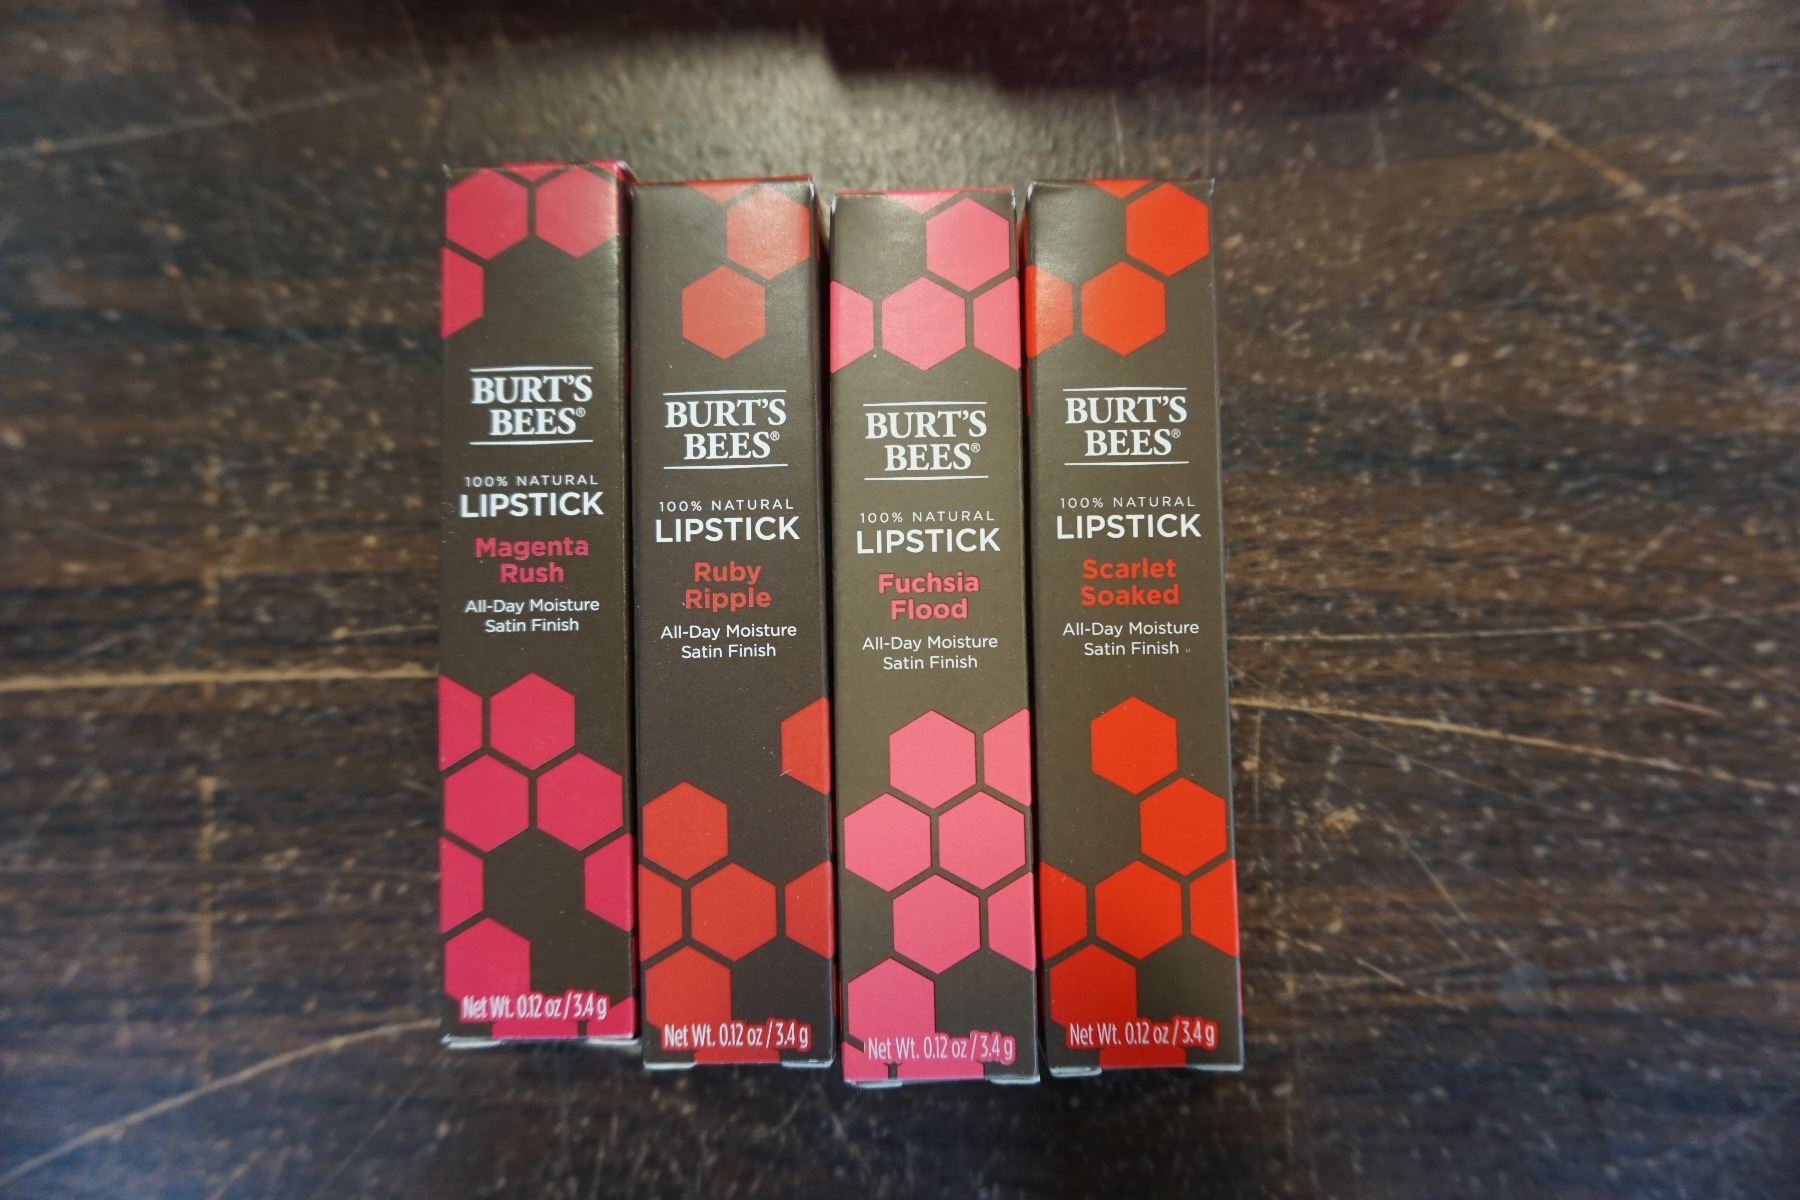 BURT'S
BEES®
100% NATURAL
LIPSTICK
Magenta
Rush
All-Day Moisture
Satin Finish
Net Wt. 0.12 oz / 3.4 g
BURT'S
BEES®
100% NATURAL
LIPSTICK
Ruby
Ripple
All-Day Moisture
Satin Finish
Net Wt. 0.12 oz / 3.4 g
BURT'S
BEES®
100% NATURAL
LIPSTICK
Fuchsia
Flood
All-Day Moisture
Satin Finish
Net Wt. 0.12 oz / 3.4 g
BURT'S
BEES®
100% NATURAL
LIPSTICK
Scarlet
Soaked
All-Day Moisture
Satin Finish
Net Wt. 0.12 oz / 3.4 g